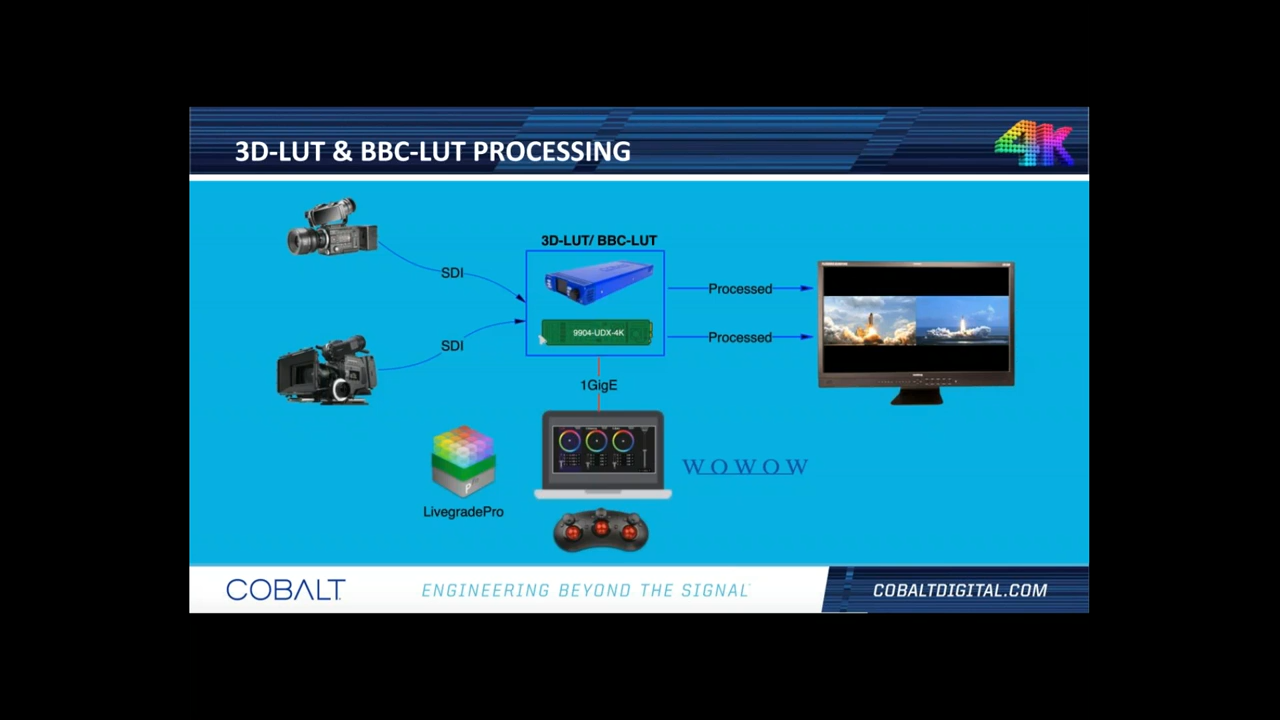 3D-LUT & BBC-LUT PROCESSING
4K
3D-LUT/ BBC-LUT
SDI
Processed
9904-UDX-4K
SDI
Processed
1GigE
WOWOW
P
LivegradePro
COBALT
ENGINEERING BEYOND THE SIGNAL
COBALTDIGITAL.COM